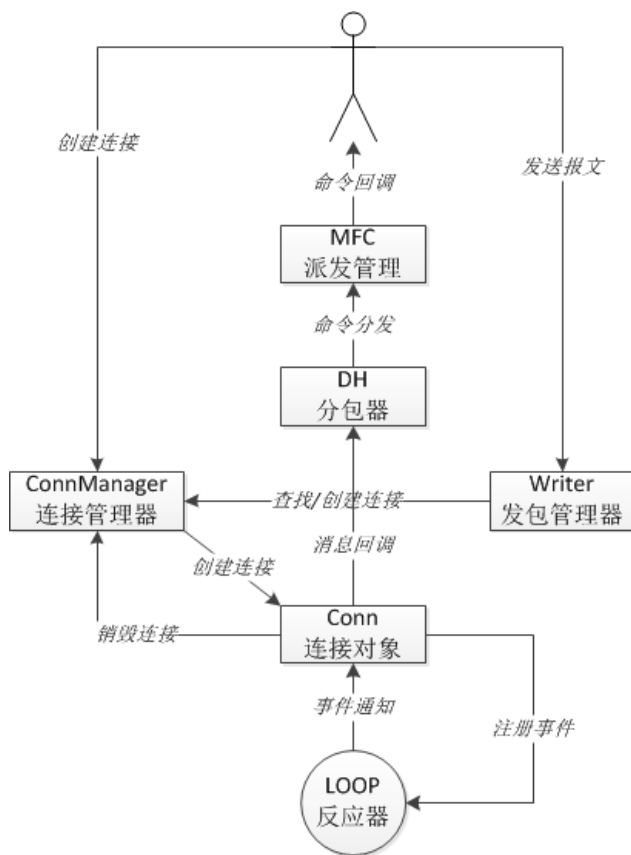 创建连接
发送报文
命令回调
MFC
派发管理
命令分发
DH
分包器
ConnManager
连接管理器
查找/创建连接
Writer
发包管理器
消息回调
创建连接
Conn
连接对象
销毁连接
事件通知
注册事件
LOOP
反应器